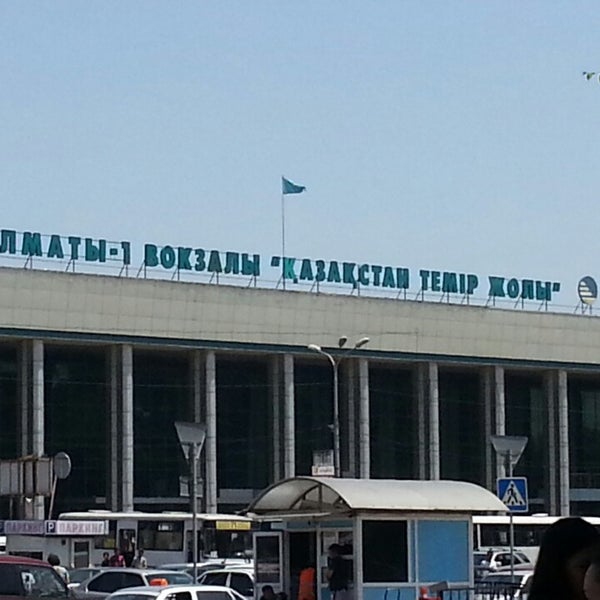 ЛМАТЫ-1 ВОКЗАЛЫ "ҚАЗАҚСТАН ТЕМІР ЖОЛЫ"
ПАРКИНГ P ПАРКИНГ